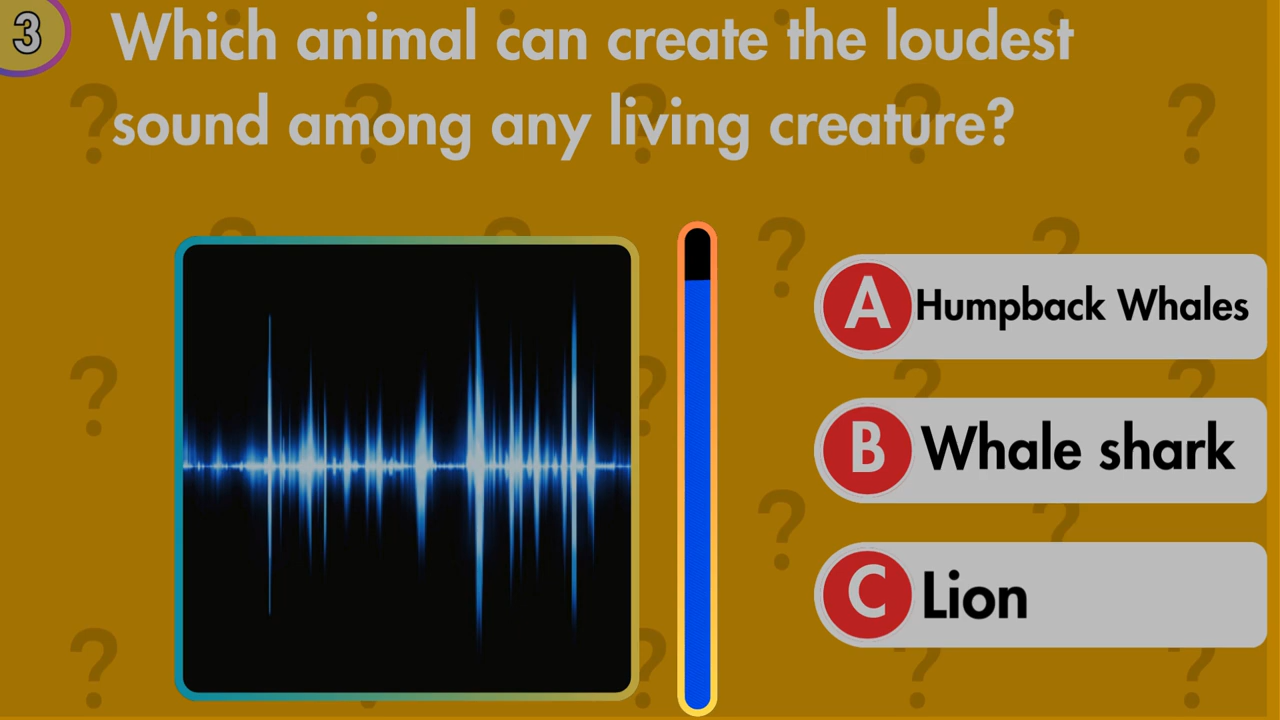 3
Which animal can create the loudest
sound among any living creature?
A Humpback Whales
B Whale shark
C Lion